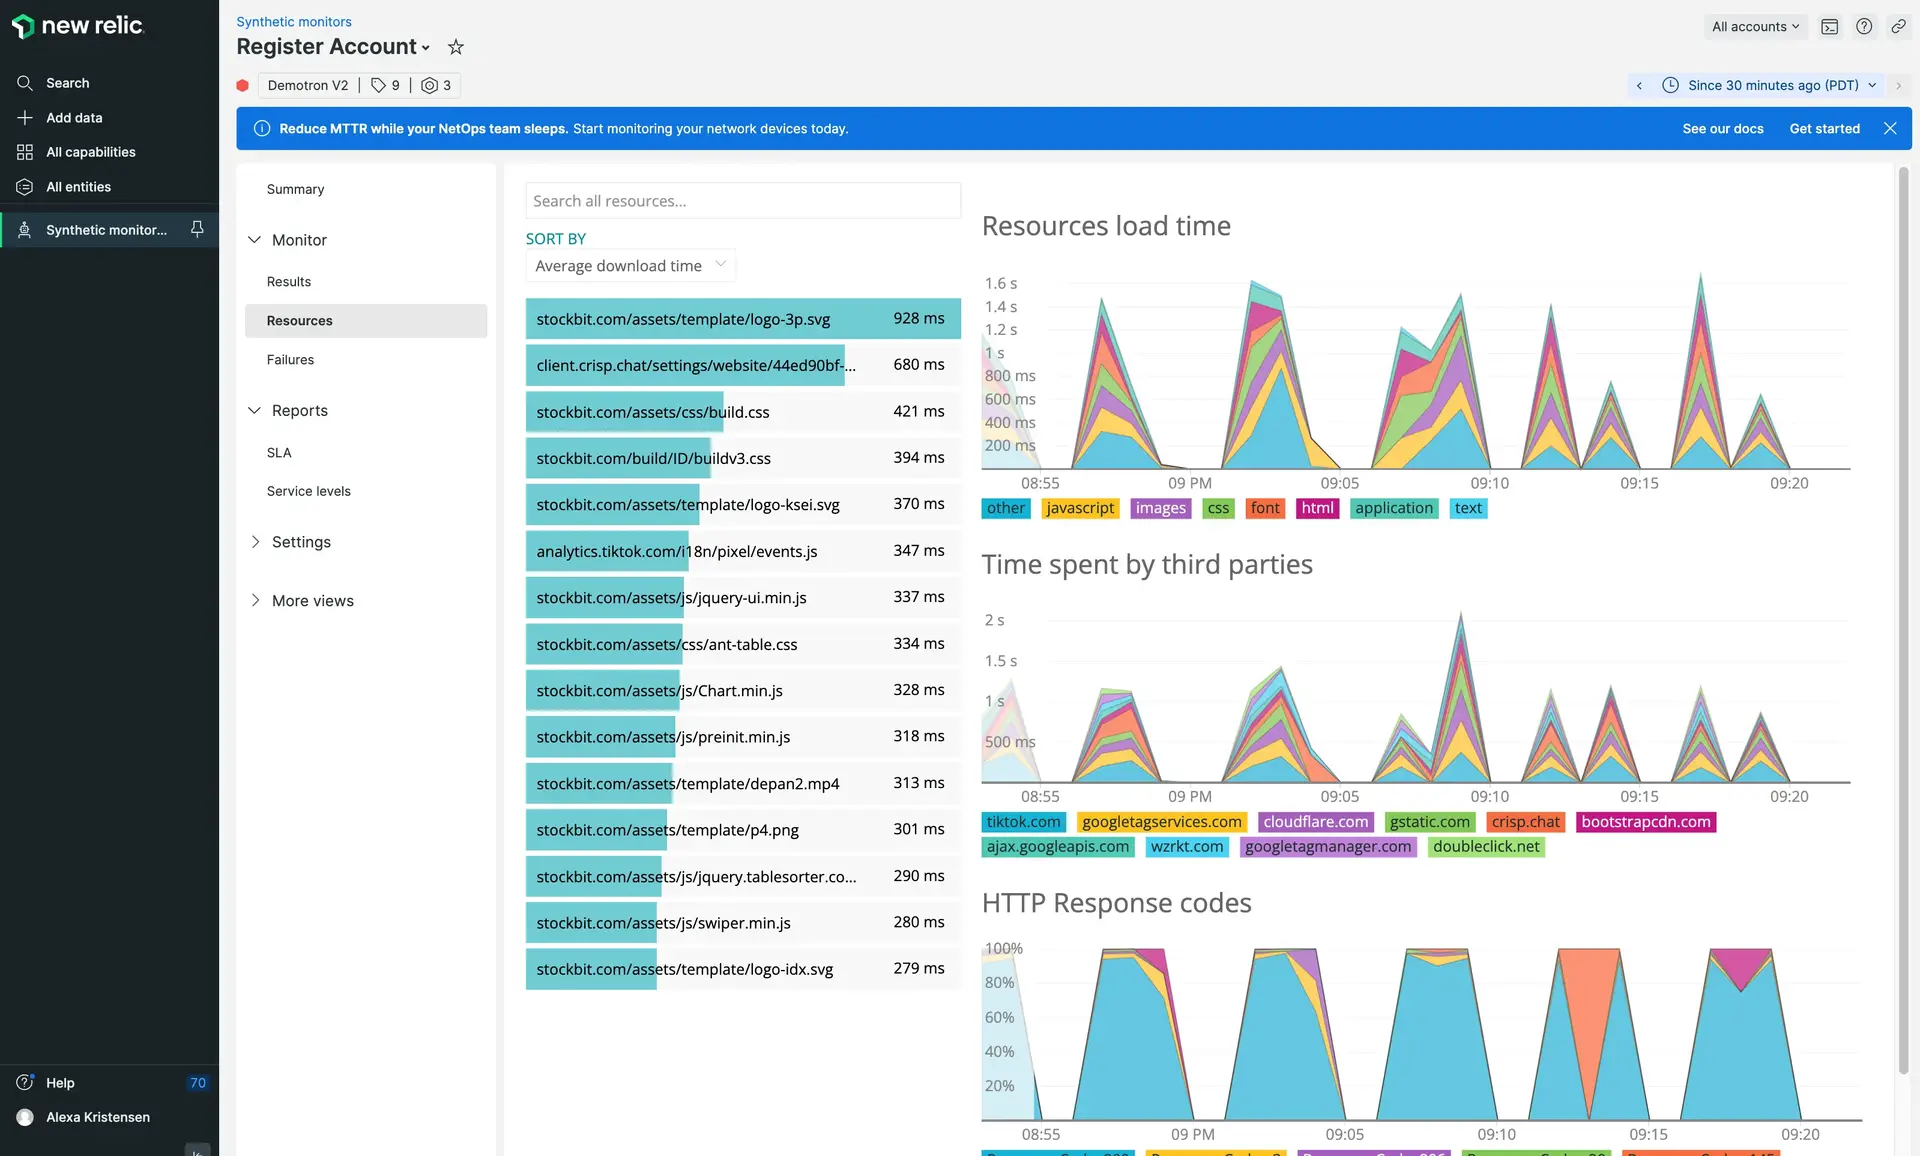 new relic
Search
Add data
All capabilities
All entities
Synthetic monitor...
Help
70
Alexa Kristensen
Synthetic monitors
Register Account
Demotron V2
9
3
All accounts
Since 30 minutes ago (PDT)
Reduce MTTR while your NetOps team sleeps. Start monitoring your network devices today.
See our docs
Get started
Summary
Monitor
Results
Resources
Failures
Reports
SLA
Service levels
Settings
More views
Search all resources...
SORT BY
Average download time
stockbit.com/assets/template/logo-3p.svg 928 ms
client.crisp.chat/settings/website/44ed90bf-... 680 ms
stockbit.com/assets/css/build.css 421 ms
stockbit.com/build/ID/buildv3.css 394 ms
stockbit.com/assets/template/logo-ksei.svg 370 ms
analytics.tiktok.com/i18n/pixel/events.js 347 ms
stockbit.com/assets/js/jquery-ui.min.js 337 ms
stockbit.com/assets/css/ant-table.css 334 ms
stockbit.com/assets/js/Chart.min.js 328 ms
stockbit.com/assets/js/preinit.min.js 318 ms
stockbit.com/assets/template/depan2.mp4 313 ms
stockbit.com/assets/template/p4.png 301 ms
stockbit.com/assets/js/jquery.tablesorter.co... 290 ms
stockbit.com/assets/js/swiper.min.js 280 ms
stockbit.com/assets/template/logo-idx.svg 279 ms
Resources load time
1.6 s
1.4 s
1.2 s
1 s
800 ms
600 ms
400 ms
200 ms
08:55 09 PM 09:05 09:10 09:15 09:20
other javascript images css font html application text
Time spent by third parties
2 s
1.5 s
1 s
500 ms
08:55 09 PM 09:05 09:10 09:15 09:20
tiktok.com googletagservices.com cloudflare.com gstatic.com crisp.chat bootstrapcdn.com
ajax.googleapis.com wzrkt.com googletagmanager.com doubleclick.net
HTTP Response codes
100%
80%
60%
40%
20%
08:55 09 PM 09:05 09:10 09:15 09:20